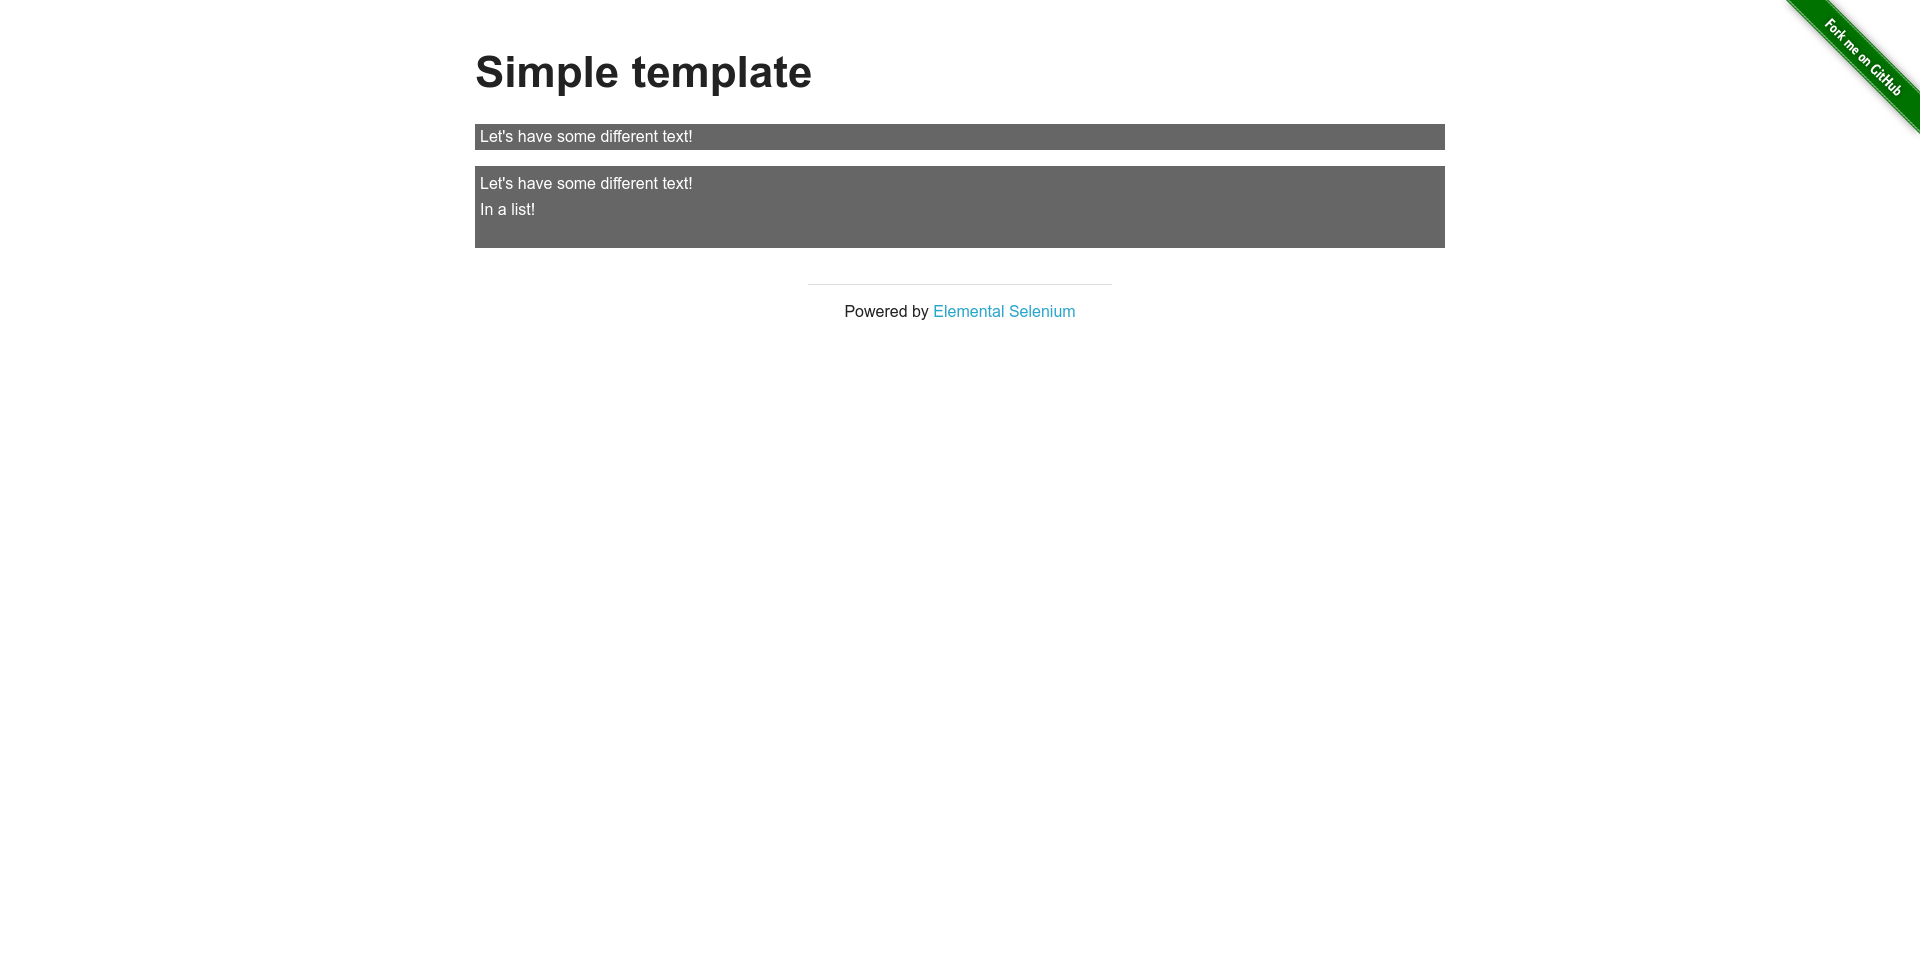 Fork me on GitHub
Simple template
Let's have some different text!
Let's have some different text!
In a list!
Powered by Elemental Selenium